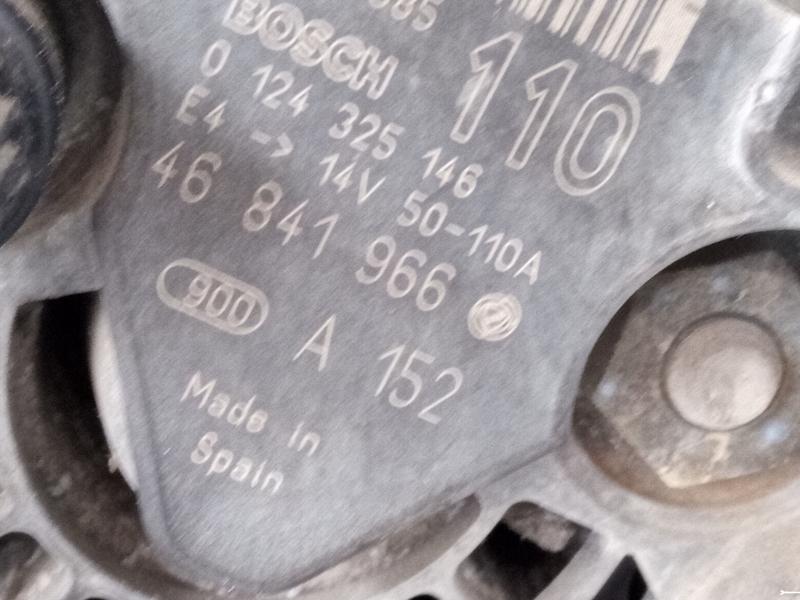 BOSCH 110
0 124 325 146
E4 -> 14V 50-110A
46 841 966
900 A 152
Made in
Spain